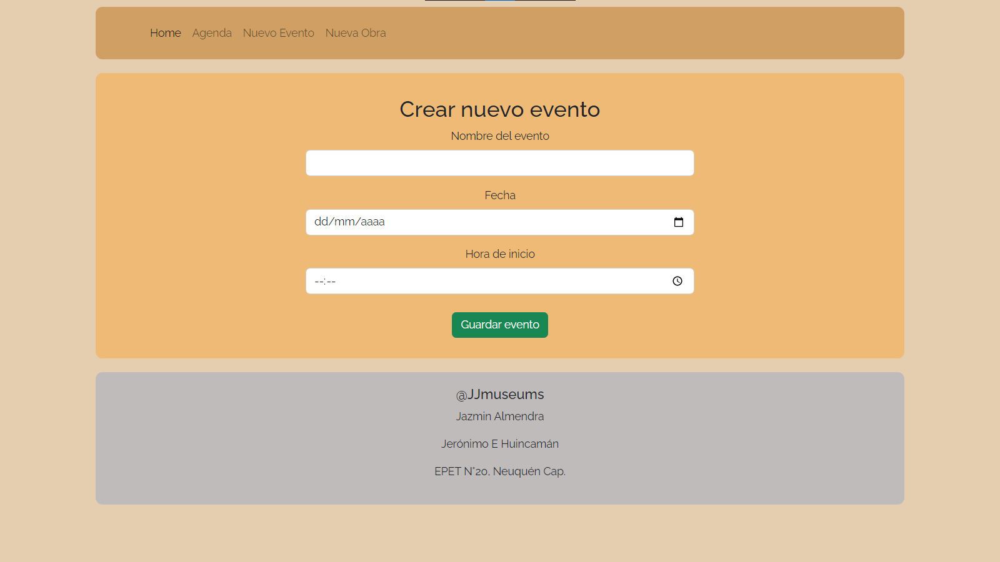 Home Agenda Nuevo Evento Nueva Obra
Crear nuevo evento
Nombre del evento
Fecha
dd/mm/aaaa
Hora de inicio
--:--
Guardar evento
@JJmuseums
Jazmin Almendra
Jerónimo E Huincamán
EPET N°20, Neuquén Cap.